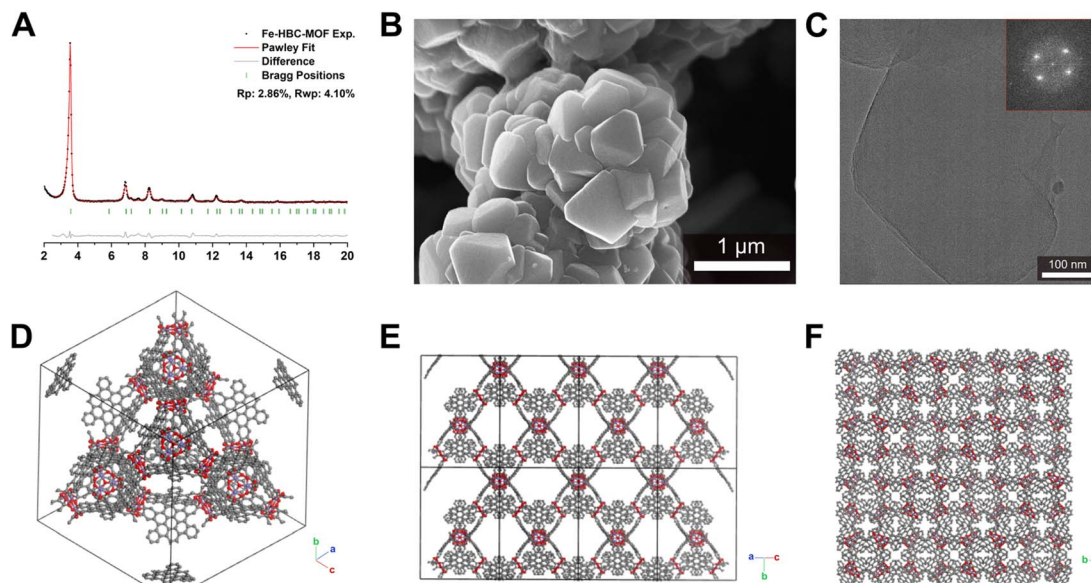 A
Fe-HBC-MOF Exp.
Pawley Fit
Difference
Bragg Positions
Rp: 2.86%, Rwp: 4.10%
2 4 6 8 10 12 14 16 18 20
B
1 μm
C
100 nm
D
b
a
c
E
a c
b
F
b